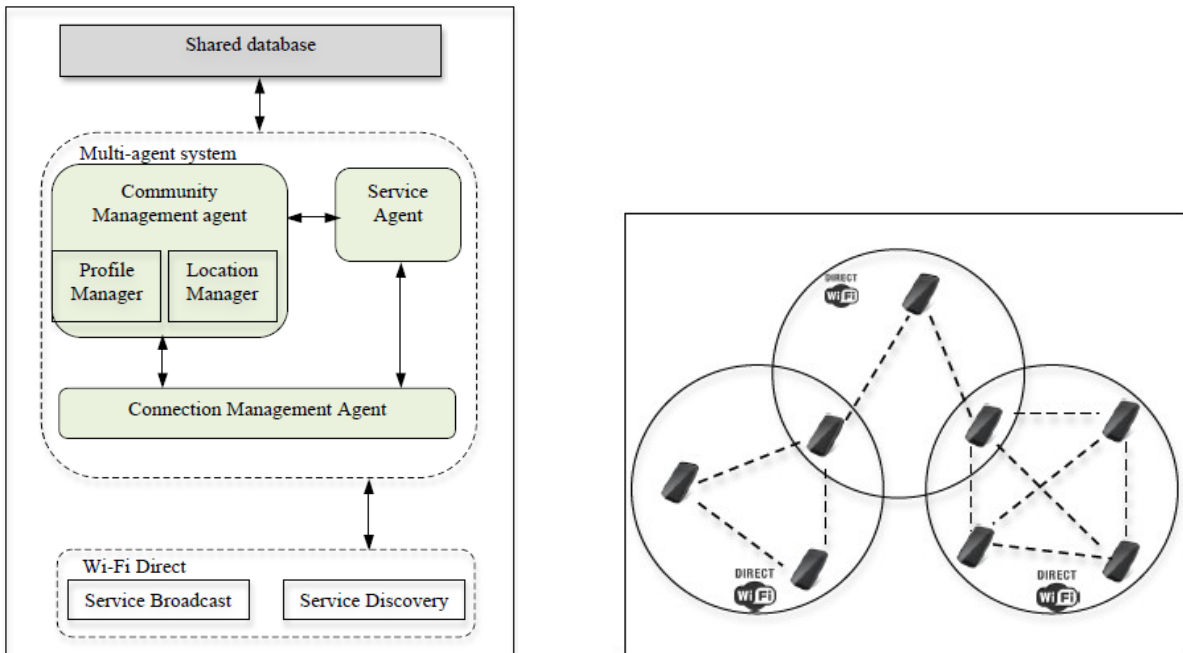 Shared database
Multi-agent system
Community
Management agent
Service
Agent
Profile
Manager
Location
Manager
Connection Management Agent
Wi-Fi Direct
Service Broadcast
Service Discovery
DIRECT
Wi Fi
DIRECT
Wi Fi
DIRECT
Wi Fi